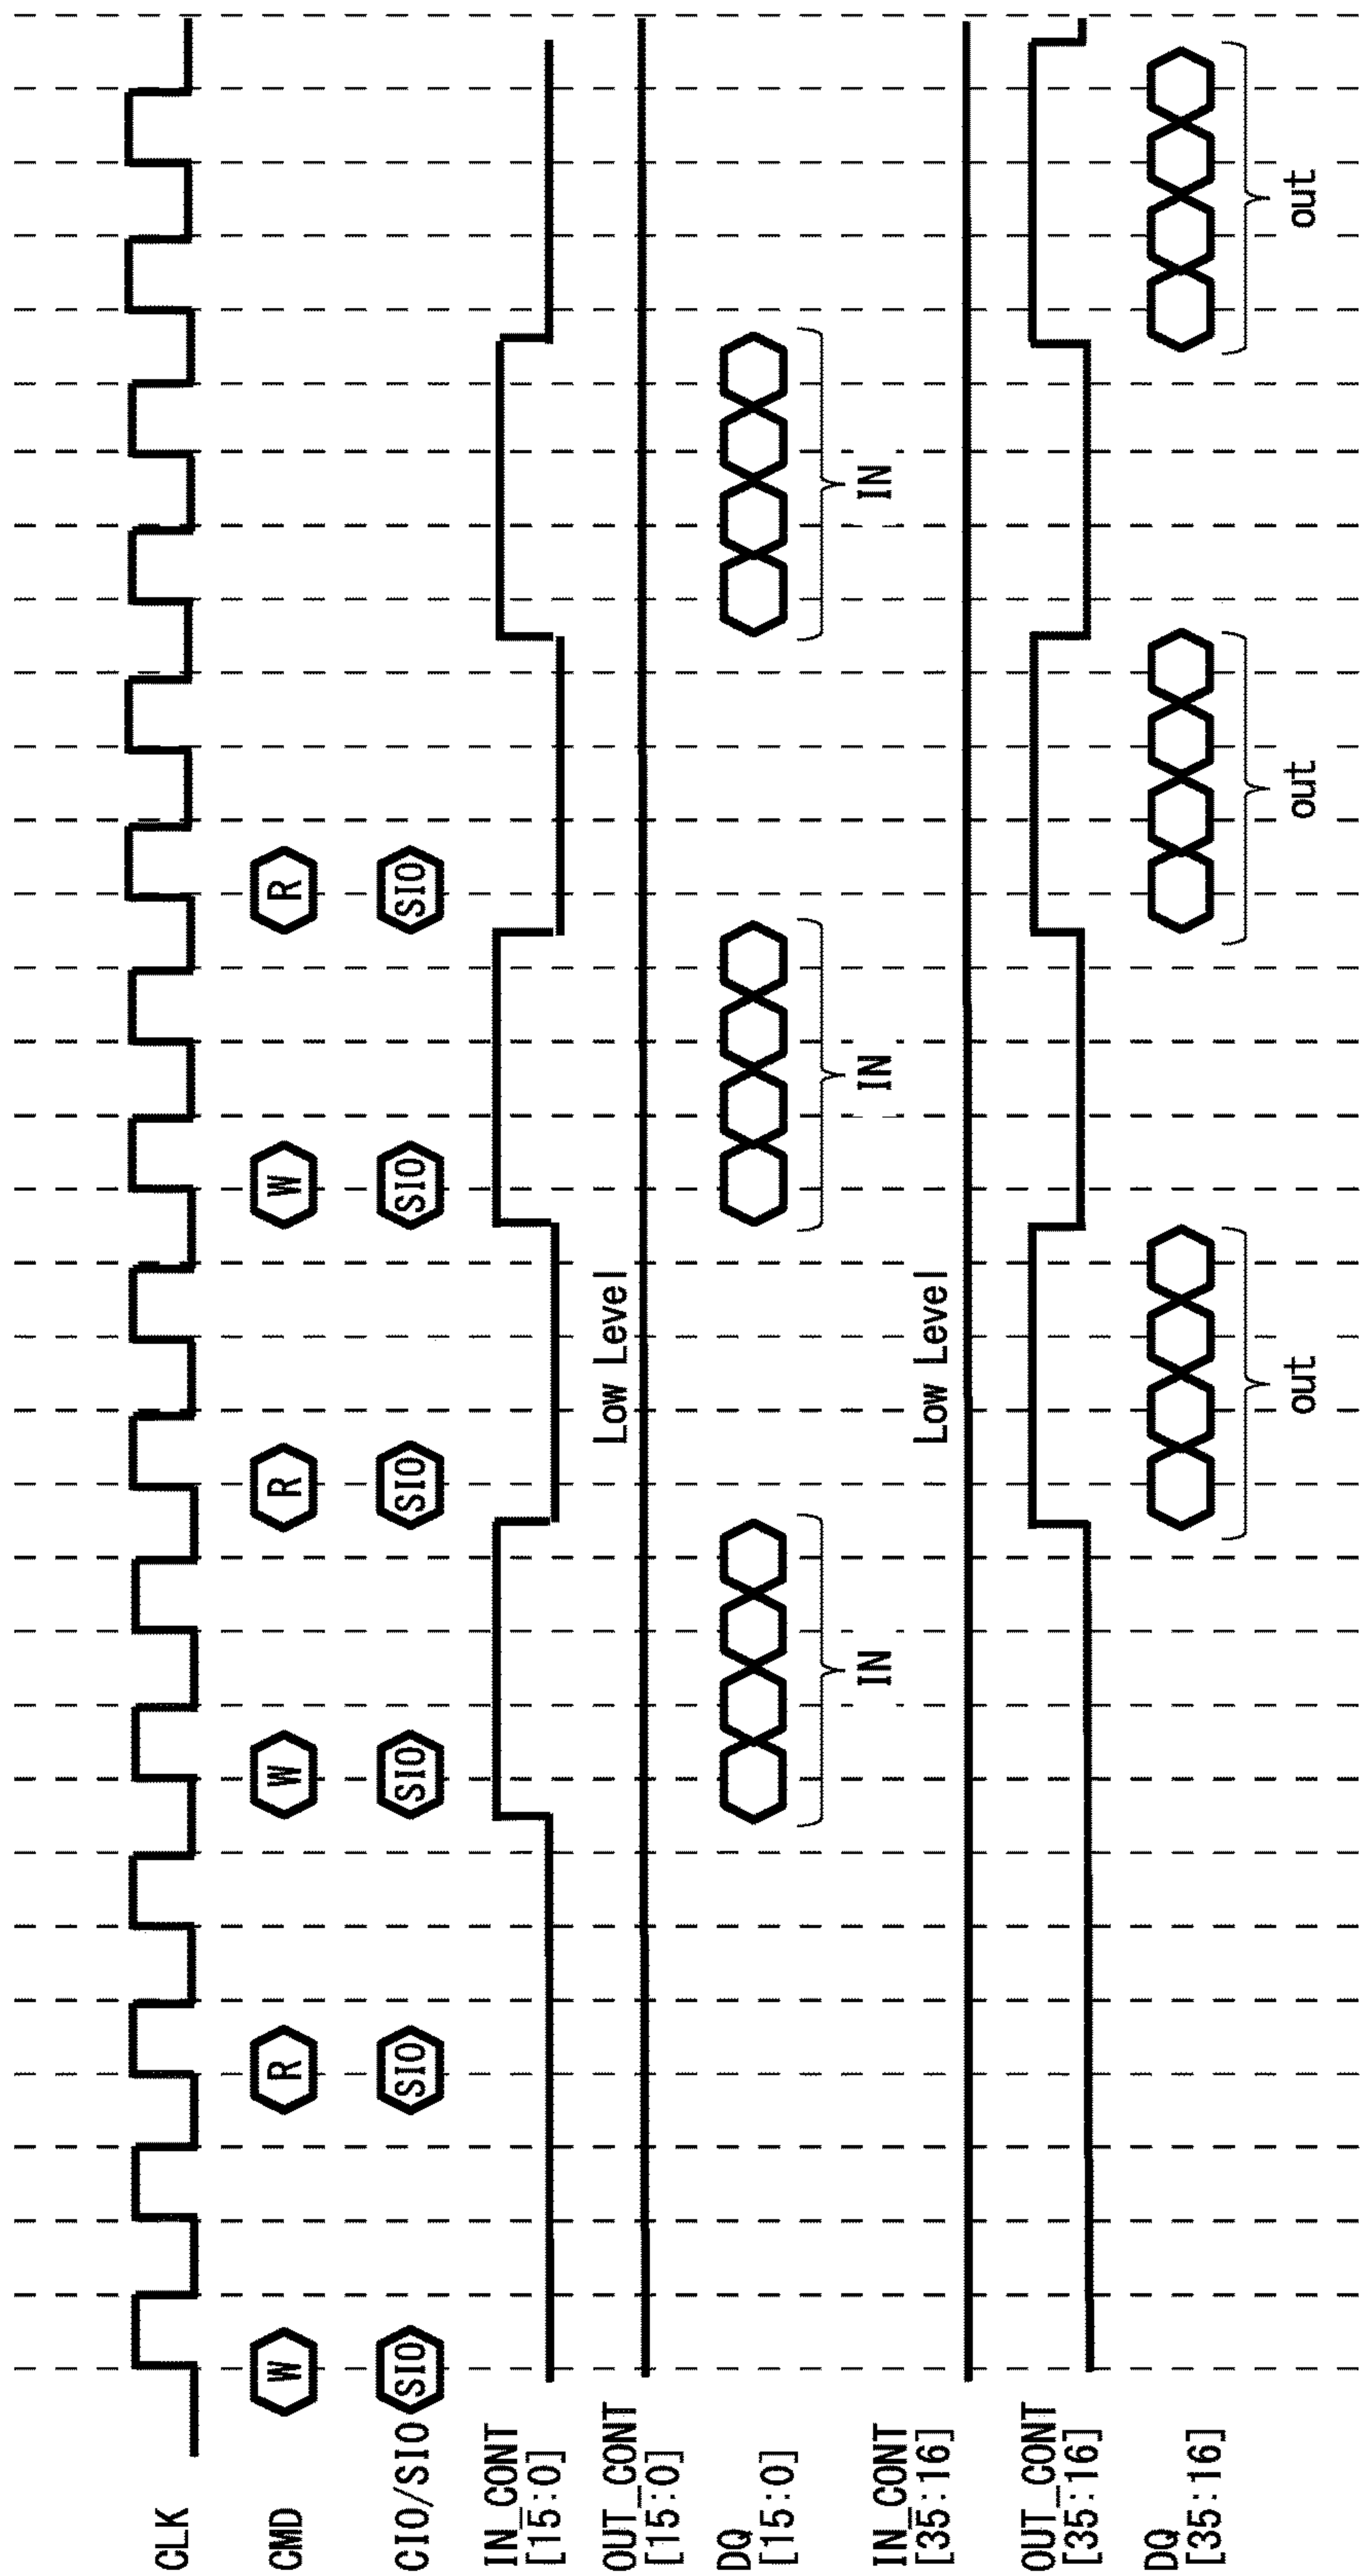 CLK
CMD
W
R
W
R
W
R
CIO/SIO
SIO
SIO
SIO
SIO
SIO
SIO
IN_CONT
[15:0]
Low Level
OUT_CONT
[15:0]
DQ
[15:0]
IN
IN
IN
Low Level
IN_CONT
[35:16]
OUT_CONT
[35:16]
DQ
[35:16]
out
out
out